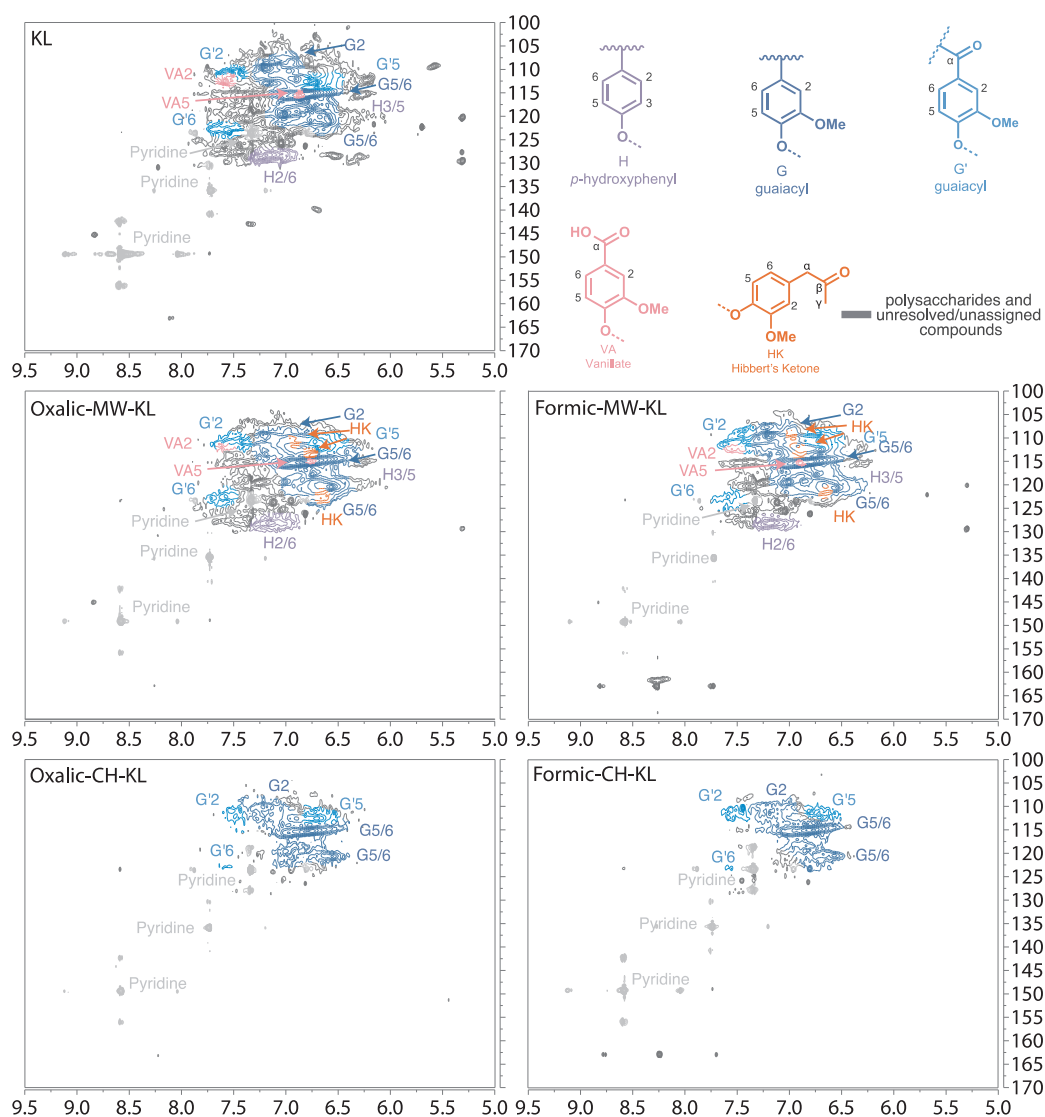 KL
G'2
G2
G'5
VA2
G5/6
VA5
H3/5
G'6
G5/6
Pyridine
H2/6
Pyridine
Pyridine
100
105
110
115
120
125
130
135
140
145
150
155
160
165
170
9.0 8.5 8.0 7.5 7.0 6.5 6.0 5.5 5.0
6 2
5 3
O
H
p-hydroxyphenyl
6 2
5
OMe
O
G
guaiacyl
O
α
6 2
5
OMe
O
G'
guaiacyl
HO O
α
6 2
5
OMe
O
VA
Vanillate
6 α O
5 β
2 γ
O
OMe
HK
Hibbert's Ketone
polysaccharides and
unresolved/unassigned
compounds
Oxalic-MW-KL
G2
G'2
HK
G'5
VA2
G5/6
VA5
H3/5
G'6
G5/6
Pyridine
HK
H2/6
Pyridine
Pyridine
9.0 8.5 8.0 7.5 7.0 6.5 6.0 5.5 5.0
Formic-MW-KL
G2
G'2
HK
G'5
VA2
G5/6
VA5
H3/5
G'6
G5/6
Pyridine
HK
H2/6
Pyridine
Pyridine
100
105
110
115
120
125
130
135
140
145
150
155
160
165
170
9.0 8.5 8.0 7.5 7.0 6.5 6.0 5.5 5.0
Oxalic-CH-KL
G2
G'2
G'5
G5/6
G'6
G5/6
Pyridine
Pyridine
Pyridine
9.0 8.5 8.0 7.5 7.0 6.5 6.0 5.5 5.0
Formic-CH-KL
G2
G'2
G'5
G5/6
G'6
G5/6
Pyridine
Pyridine
Pyridine
100
105
110
115
120
125
130
135
140
145
150
155
160
165
170
9.0 8.5 8.0 7.5 7.0 6.5 6.0 5.5 5.0